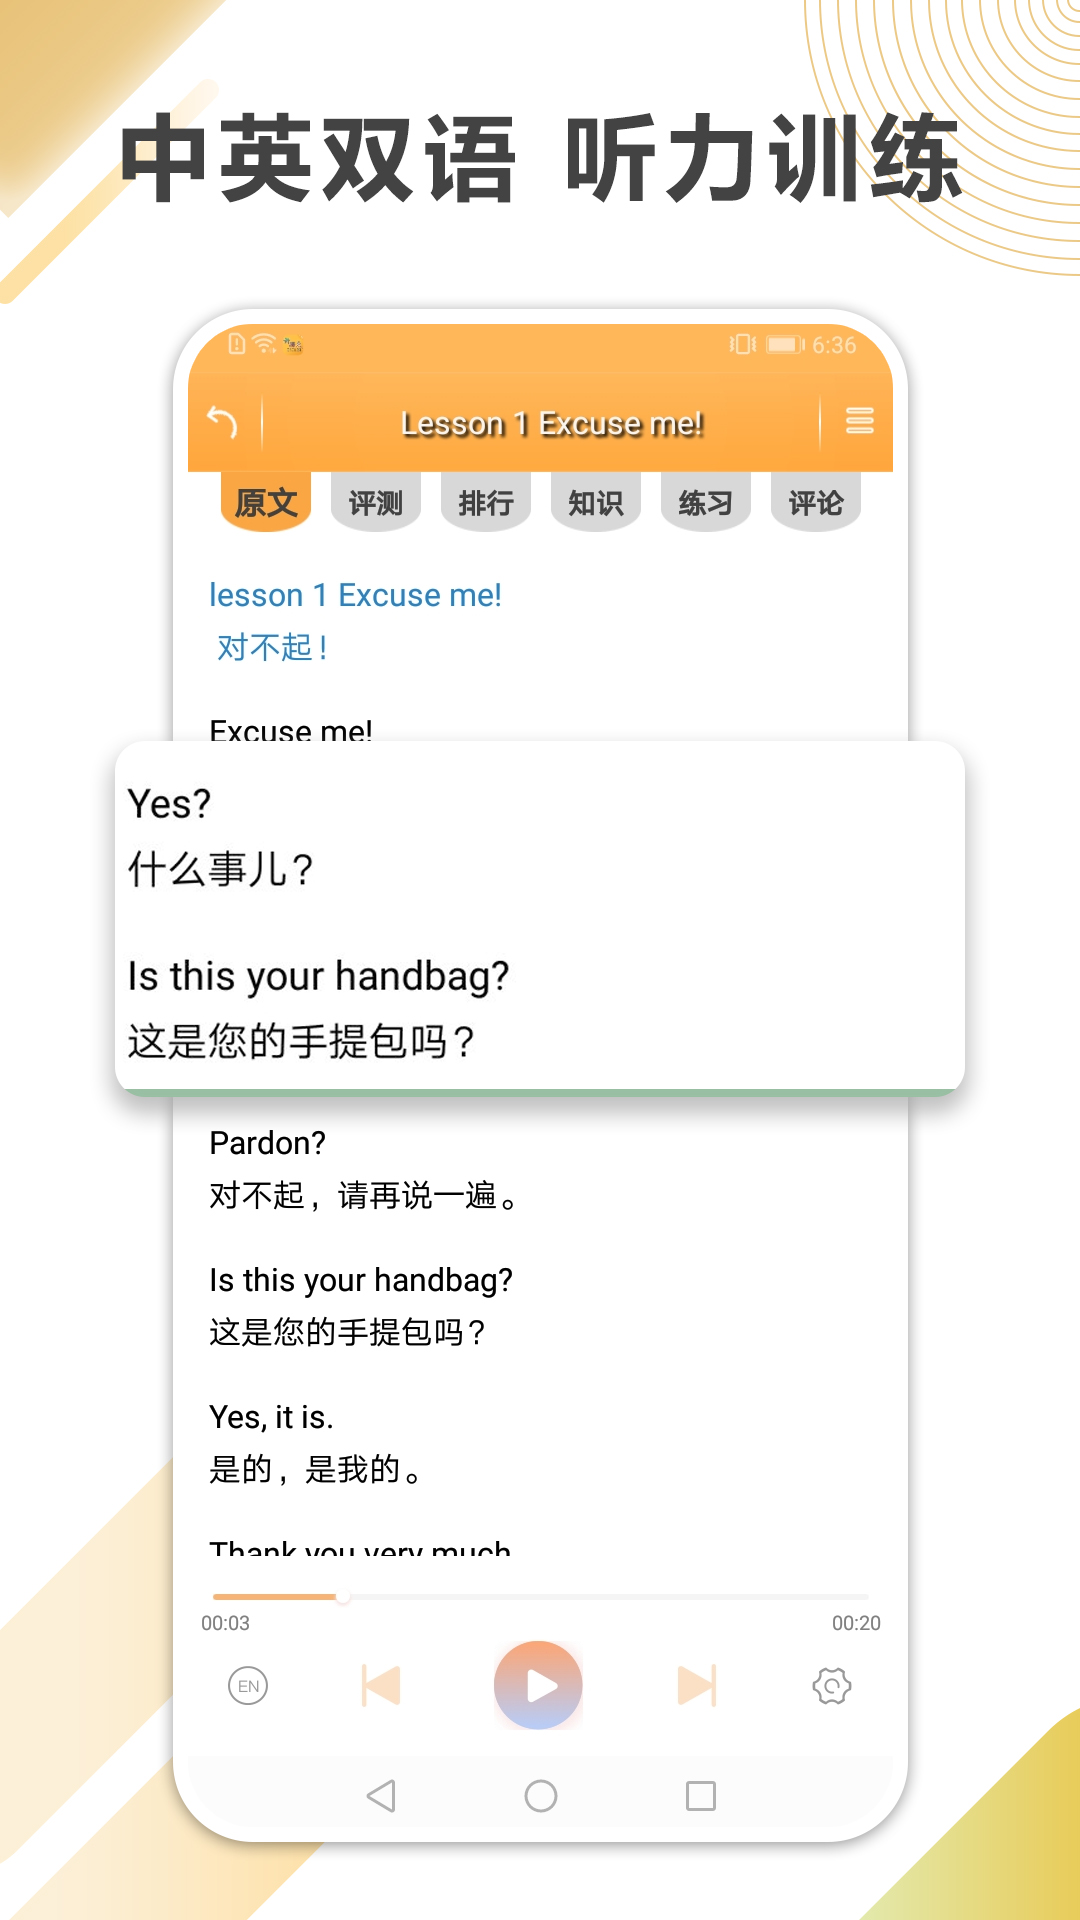 中英双语 听力训练
6:36
Lesson 1 Excuse me!
原文 评测 排行 知识 练习 评论
lesson 1 Excuse me!
对不起！
Excuse me!
Yes?
什么事儿？
Is this your handbag?
这是您的手提包吗？
Pardon?
对不起，请再说一遍。
Is this your handbag?
这是您的手提包吗？
Yes, it is.
是的，是我的。
Thank you very much
00:03 00:20
EN